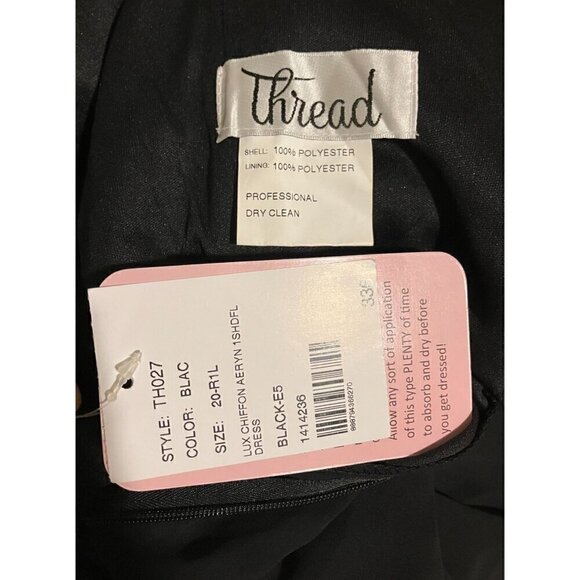 Thread
SHELL: 100% POLYESTER
LINING: 100% POLYESTER
PROFESSIONAL
DRY CLEAN
STYLE: TH027
COLOR: BLAC
SIZE: 20-R1L
LUX CHIFFON AERYN 1SHDFL
DRESS
BLACK-E5
1414236
Allow any sort of application
of this type PLENTY of time
to absorb and dry before
you get dressed!